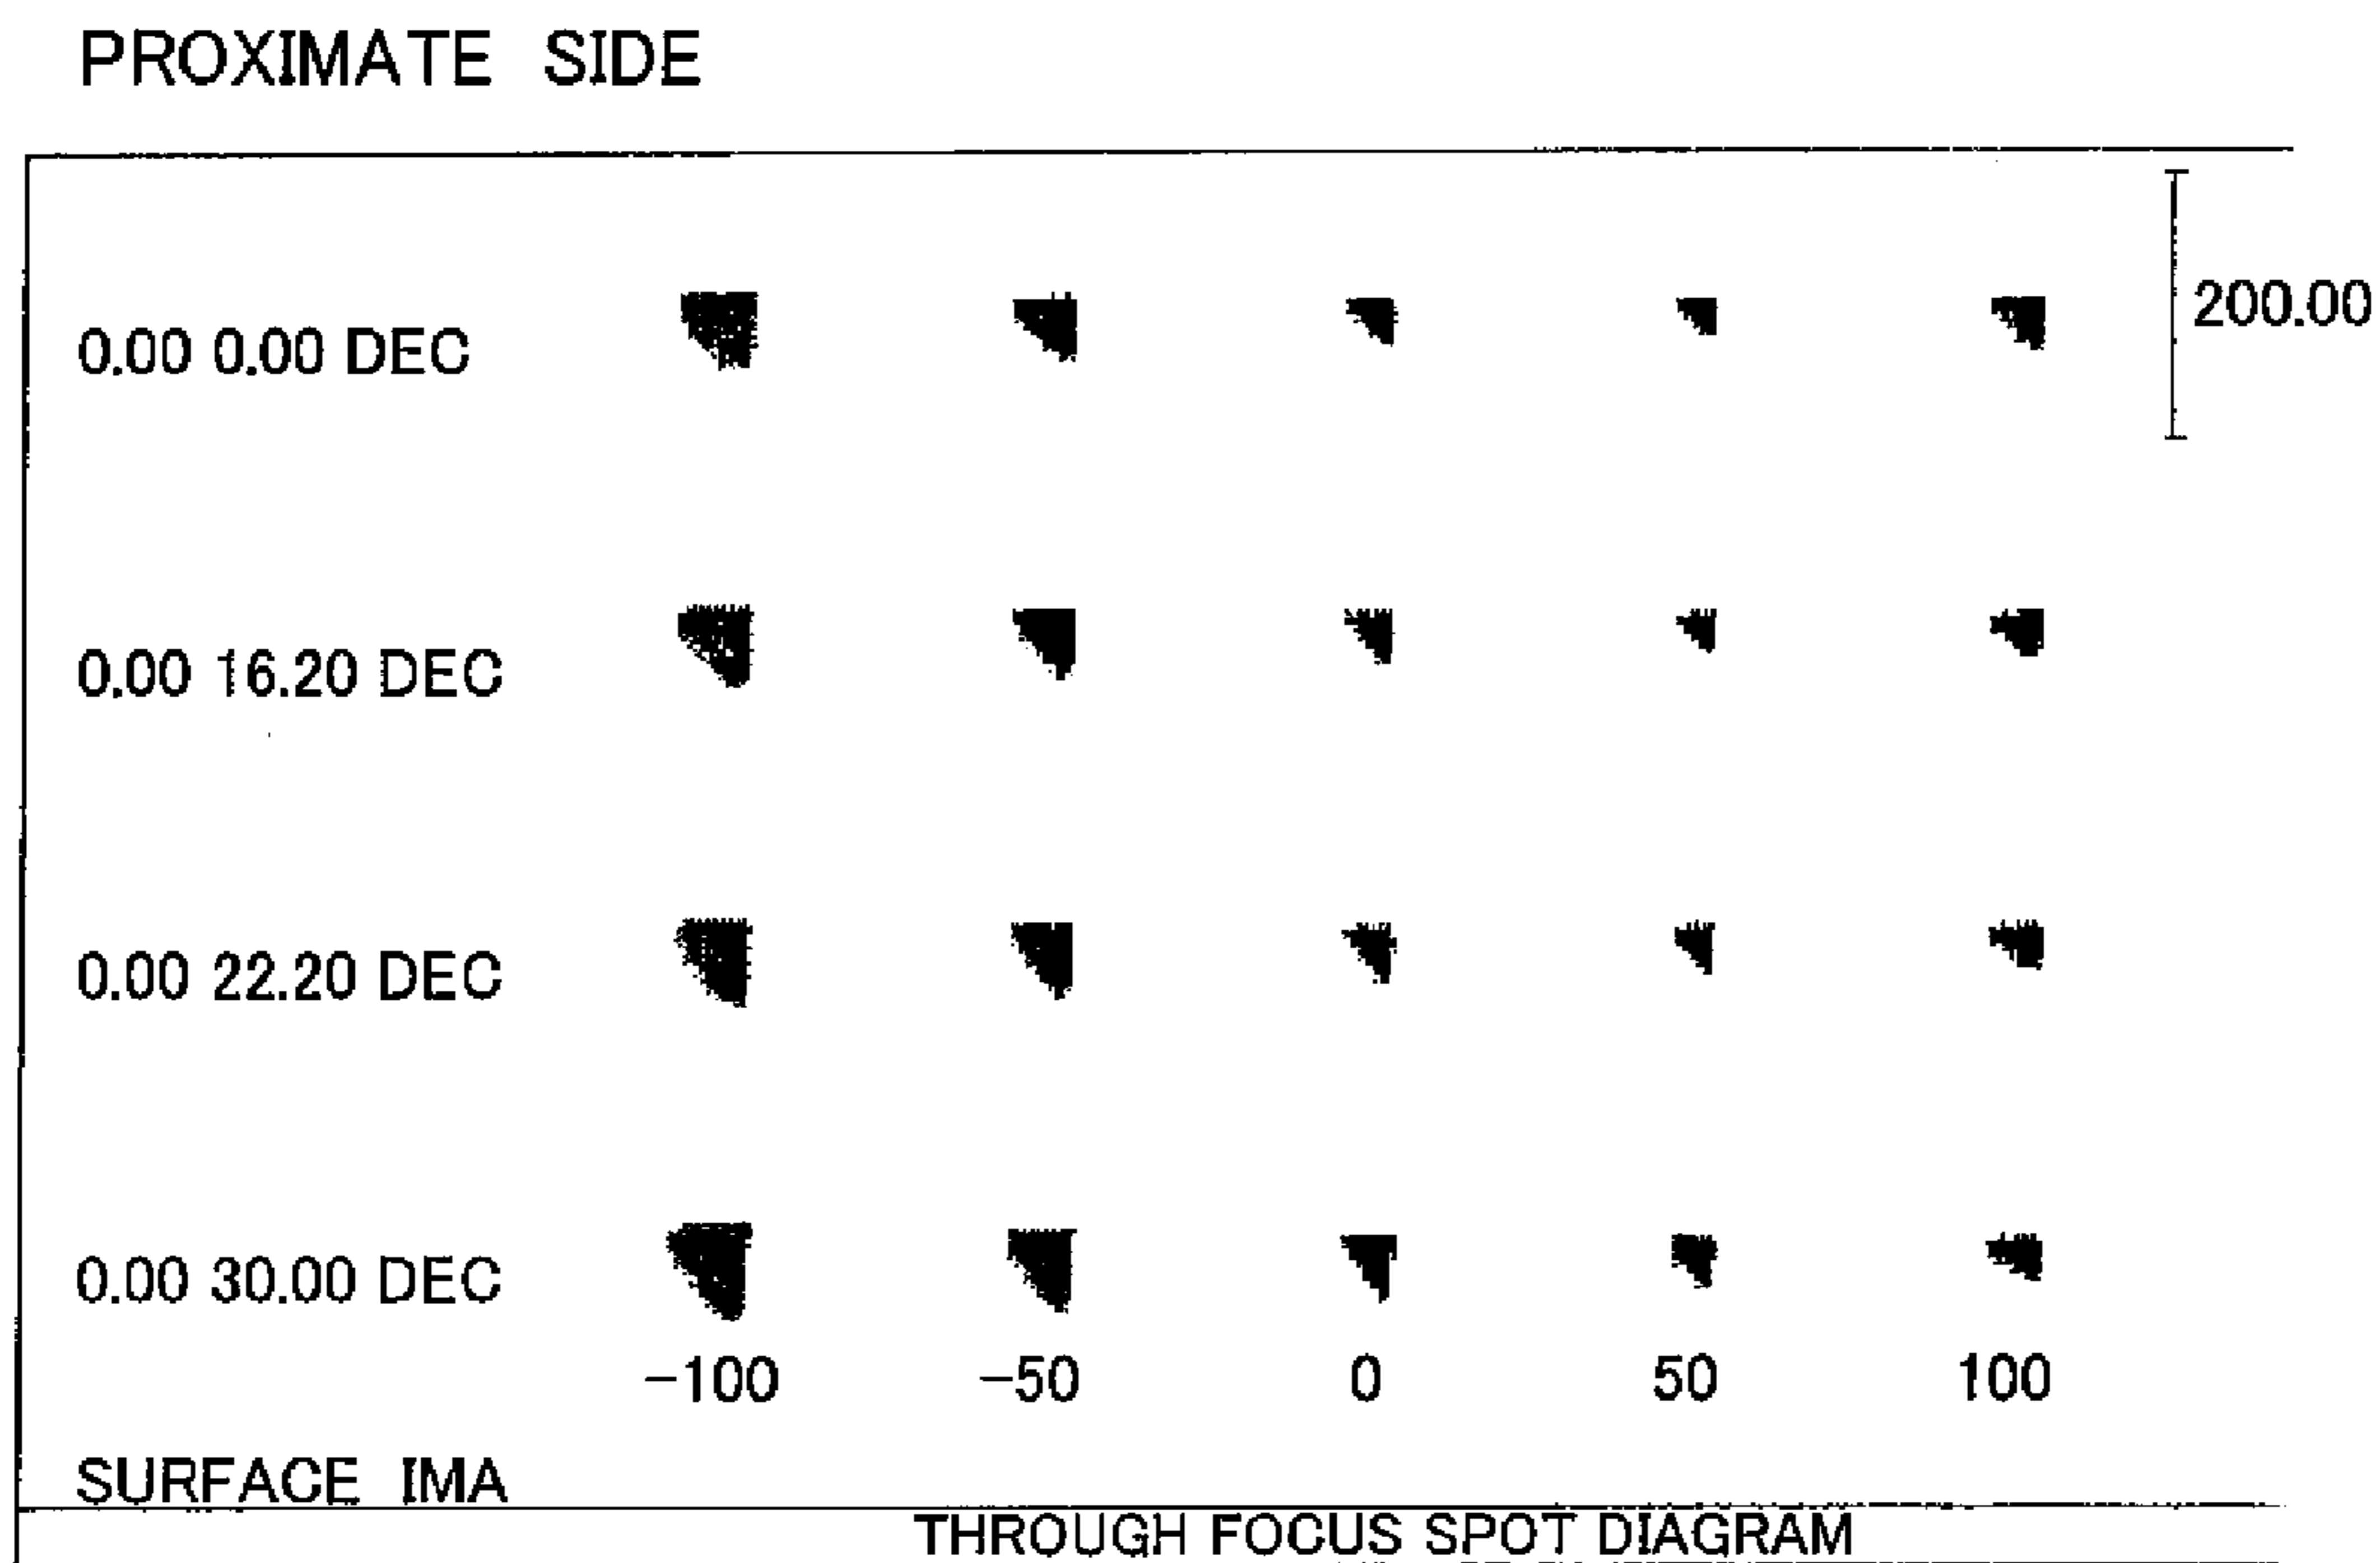 PROXIMATE SIDE
200.00
0.00 0.00 DEC
0.00 16.20 DEC
0.00 22.20 DEC
0.00 30.00 DEC
−100 −50 0 50 100
SURFACE IMA
THROUGH FOCUS SPOT DIAGRAM